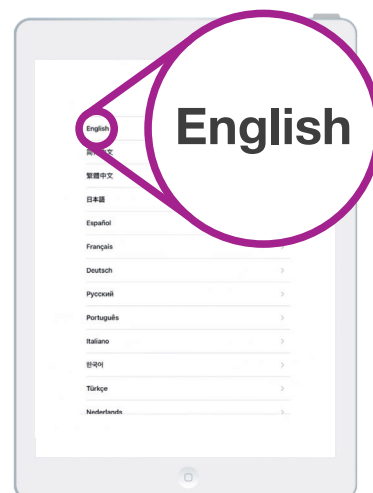 English
English
繁體中文
日本語
Español
Français
Deutsch
Русский
Português
Italiano
한국어
Türkçe
Nederlands